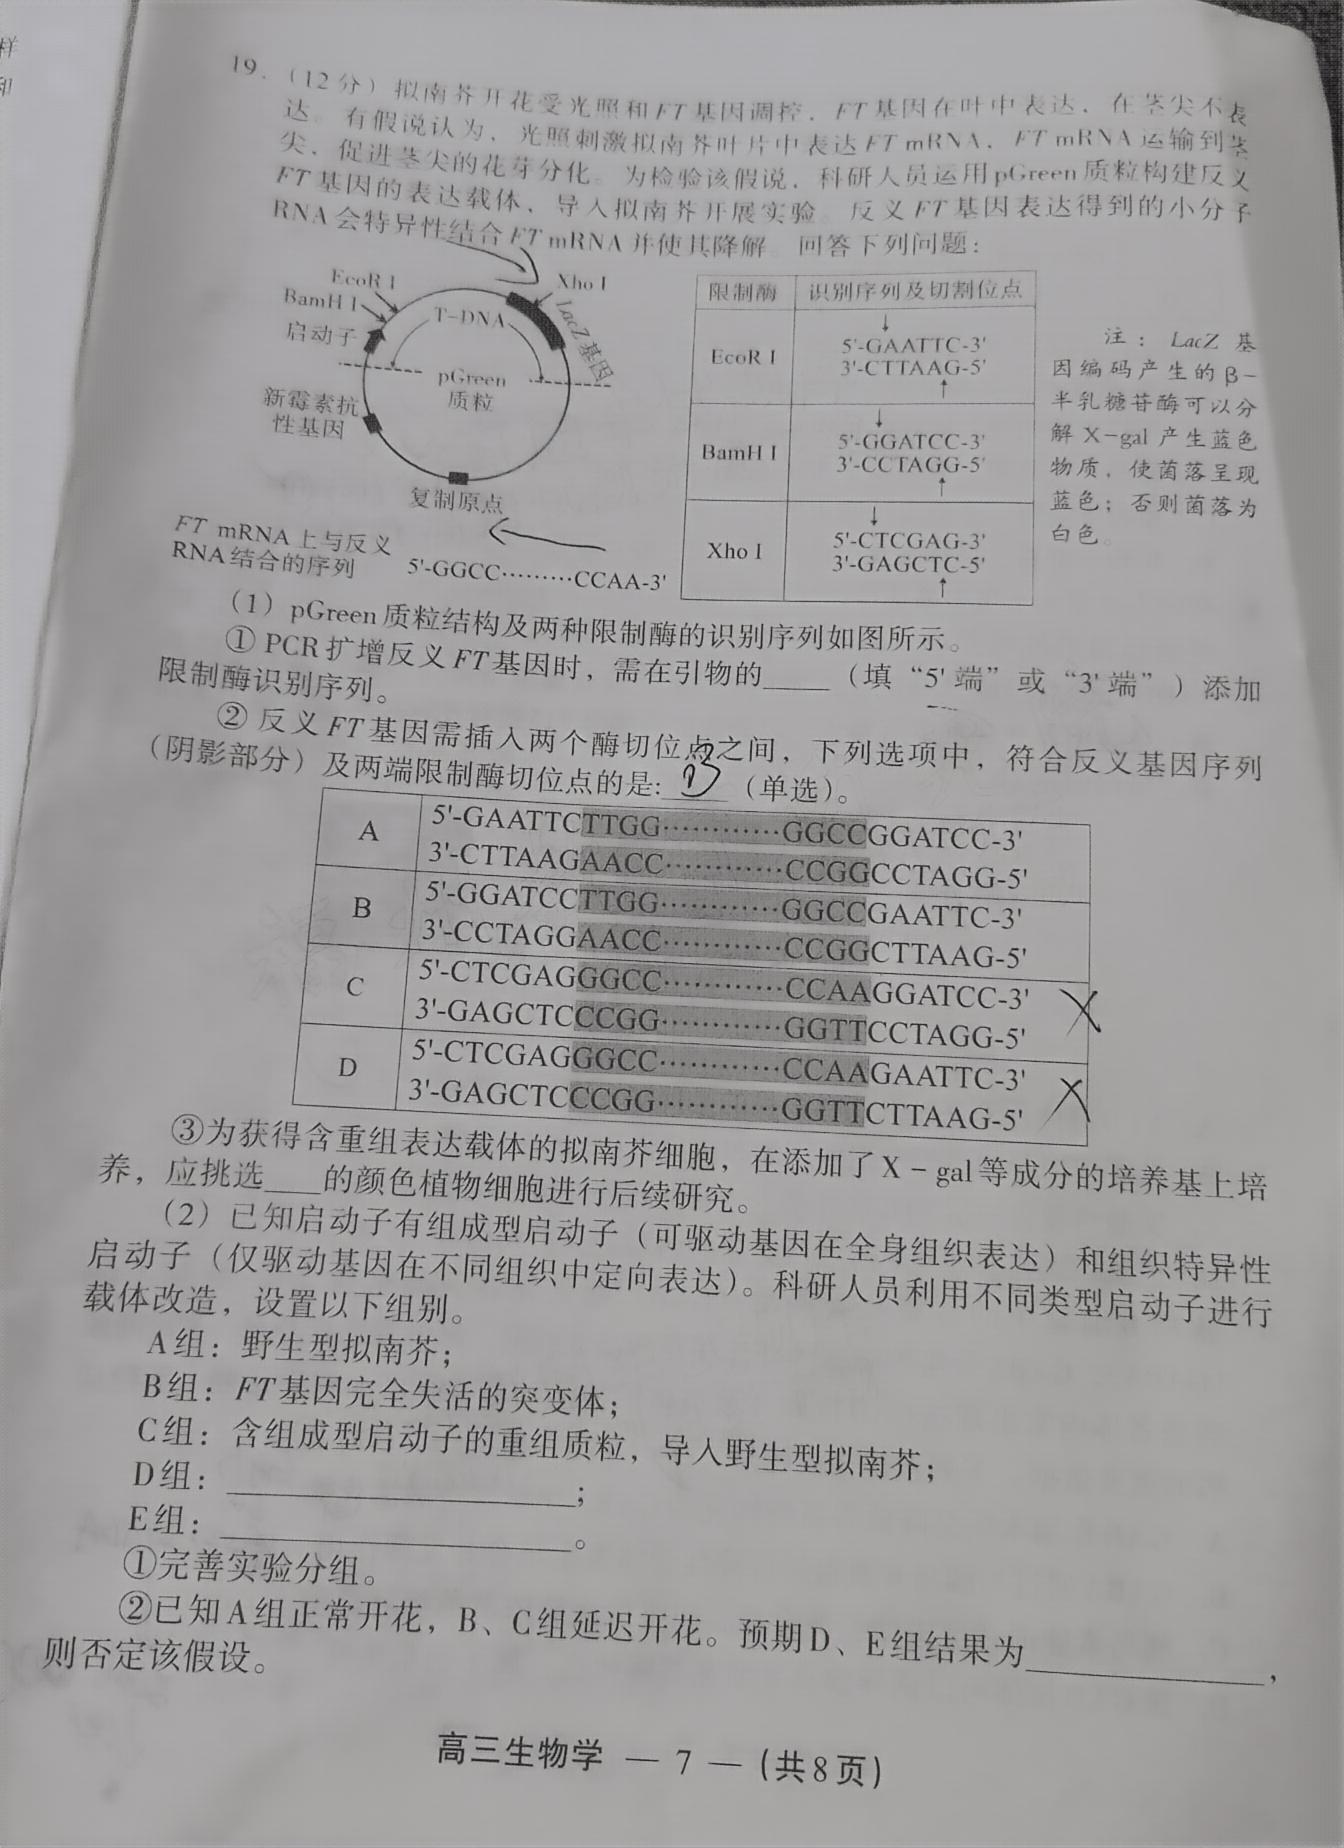 样
和
19.（12分）拟南芥开花受光照和FT基因调控，FT基因在叶中表达，在茎尖不表
达。有假说认为，光照刺激拟南芥叶片中表达FT mRNA，FT mRNA运输到茎
尖，促进茎尖的花芽分化。为检验该假说，科研人员运用pGreen质粒构建反义
FT基因的表达载体，导入拟南芥开展实验。反义FT基因表达得到的小分子
RNA会特异性结合FT mRNA并使其降解。回答下列问题：
EcoR I
BamH I
启动子
T-DNA
Xho I
LacZ基因
pGreen
质粒
新霉素抗
性基因
复制原点
FT mRNA上与反义
RNA结合的序列
5'-GGCC·········CCAA-3'
限制酶 识别序列及切割位点
EcoR I
5'-GAATTC-3'
3'-CTTAAG-5'
BamH I
5'-GGATCC-3'
3'-CCTAGG-5'
Xho I
5'-CTCGAG-3'
3'-GAGCTC-5'
注：LacZ基
因编码产生的β-
半乳糖苷酶可以分
解X-gal产生蓝色
物质，使菌落呈现
蓝色；否则菌落为
白色。
（1）pGreen质粒结构及两种限制酶的识别序列如图所示。
①PCR扩增反义FT基因时，需在引物的____（填“5'端”或“3'端”）添加
限制酶识别序列。
②反义FT基因需插入两个酶切位点之间，下列选项中，符合反义基因序列
（阴影部分）及两端限制酶切位点的是:B（单选）。
A
5'-GAATTCTTGG············GGCCGGATCC-3'
3'-CTTAAGAACC············CCGGCCTAGG-5'
B
5'-GGATCCTTGG············GGCCGAATTC-3'
3'-CCTAGGAACC············CCGGCTTAAG-5'
C
5'-CTCGAGGGCC············CCAAGGATCC-3'
3'-GAGCTCCCGG············GGTTCCTAGG-5'
D
5'-CTCGAGGGCC············CCAAGAATTC-3'
3'-GAGCTCCCGG············GGTTCTTAAG-5'
③为获得含重组表达载体的拟南芥细胞，在添加了X-gal等成分的培养基上培
养，应挑选____的颜色植物细胞进行后续研究。
（2）已知启动子有组成型启动子（可驱动基因在全身组织表达）和组织特异性
启动子（仅驱动基因在不同组织中定向表达）。科研人员利用不同类型启动子进行
载体改造，设置以下组别。
A组：野生型拟南芥；
B组：FT基因完全失活的突变体；
C组：含组成型启动子的重组质粒，导入野生型拟南芥；
D组：____________________；
E组：____________________。
①完善实验分组。
②已知A组正常开花，B、C组延迟开花。预期D、E组结果为______________，
则否定该假设。
高三生物学 — 7 — （共8页）